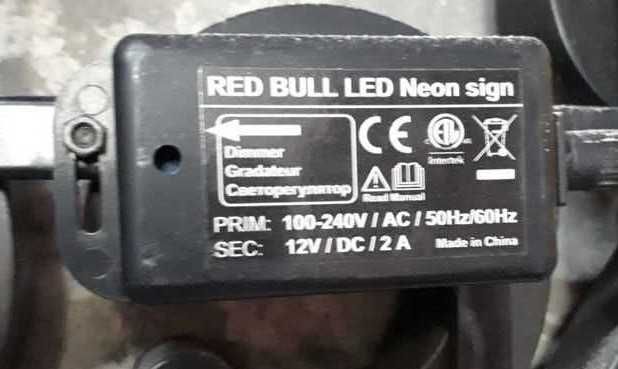 RED BULL LED Neon sign
Dimmer
Gradateur
Светорегулятор
CE
Intertek
Read Manual
PRIM: 100-240V / AC / 50Hz/60Hz
SEC: 12V / DC / 2 A
Made in China